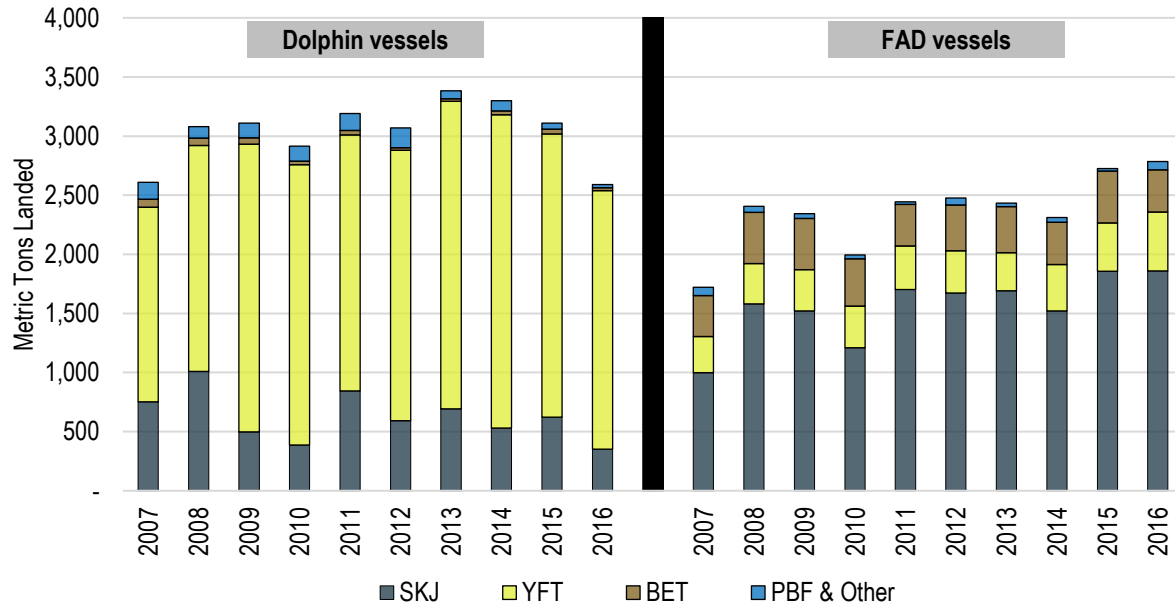 4,000
3,500
3,000
2,500
2,000
1,500
1,000
500
-
Metric Tons Landed
Dolphin vessels
FAD vessels
2007 2008 2009 2010 2011 2012 2013 2014 2015 2016 2007 2008 2009 2010 2011 2012 2013 2014 2015 2016
SKJ YFT BET PBF & Other